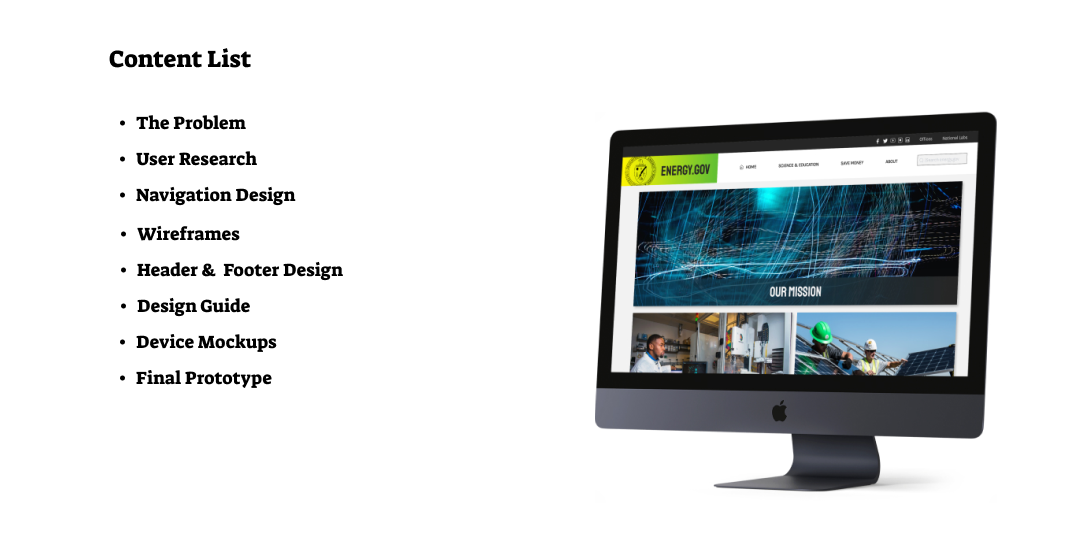 Content List
• The Problem
• User Research
• Navigation Design
• Wireframes
• Header & Footer Design
• Design Guide
• Device Mockups
• Final Prototype
Offices National Labs
ENERGY.GOV
HOME SCIENCE & EDUCATION SAVE MONEY ABOUT
OUR MISSION